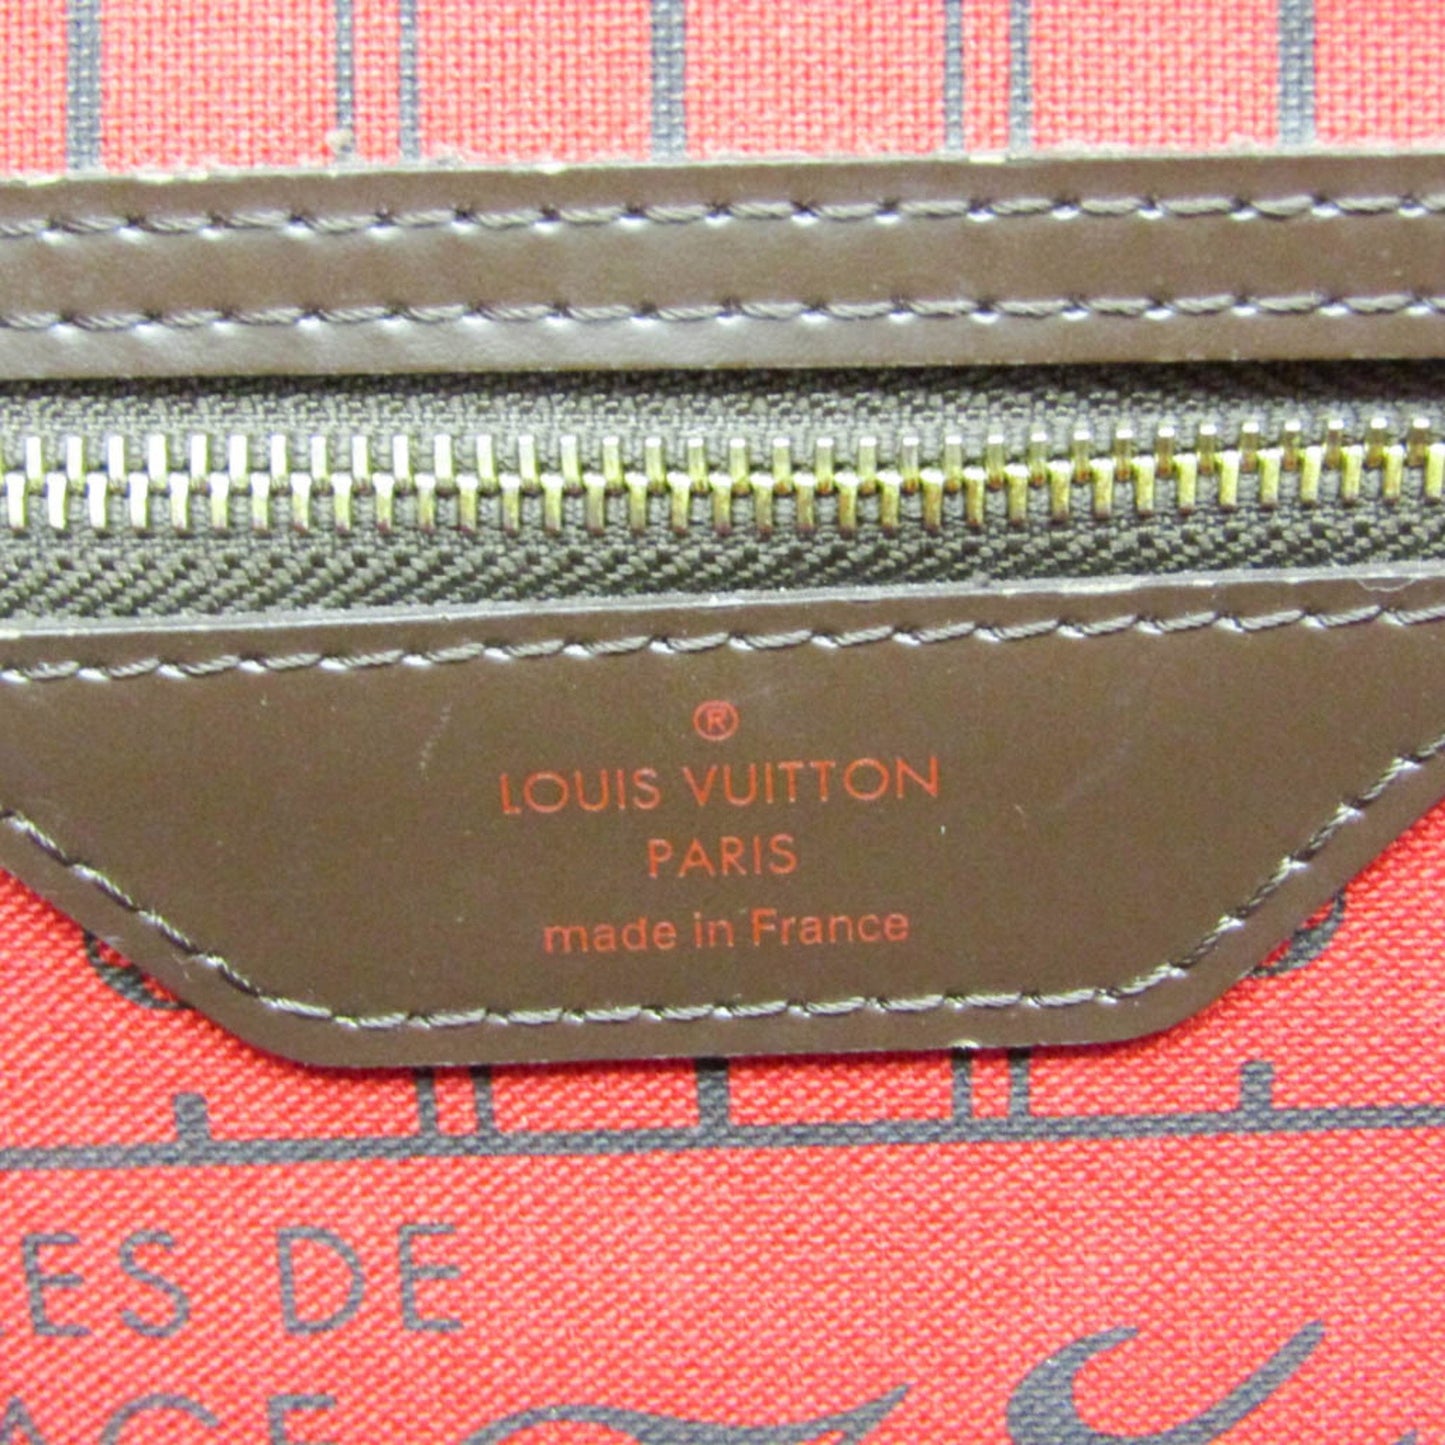 ®
LOUIS VUITTON
PARIS
made in France
ES DE